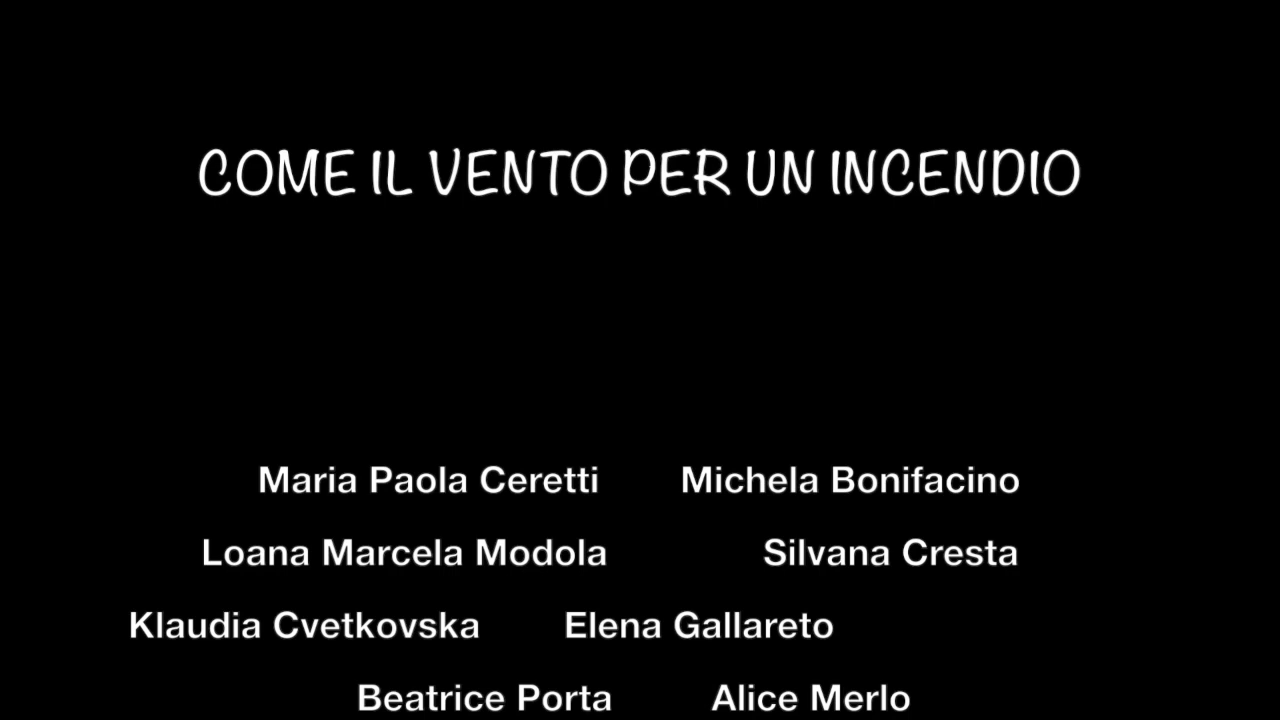 COME IL VENTO PER UN INCENDIO
Maria Paola Ceretti Michela Bonifacino
Loana Marcela Modola Silvana Cresta
Klaudia Cvetkovska Elena Gallareto
Beatrice Porta Alice Merlo